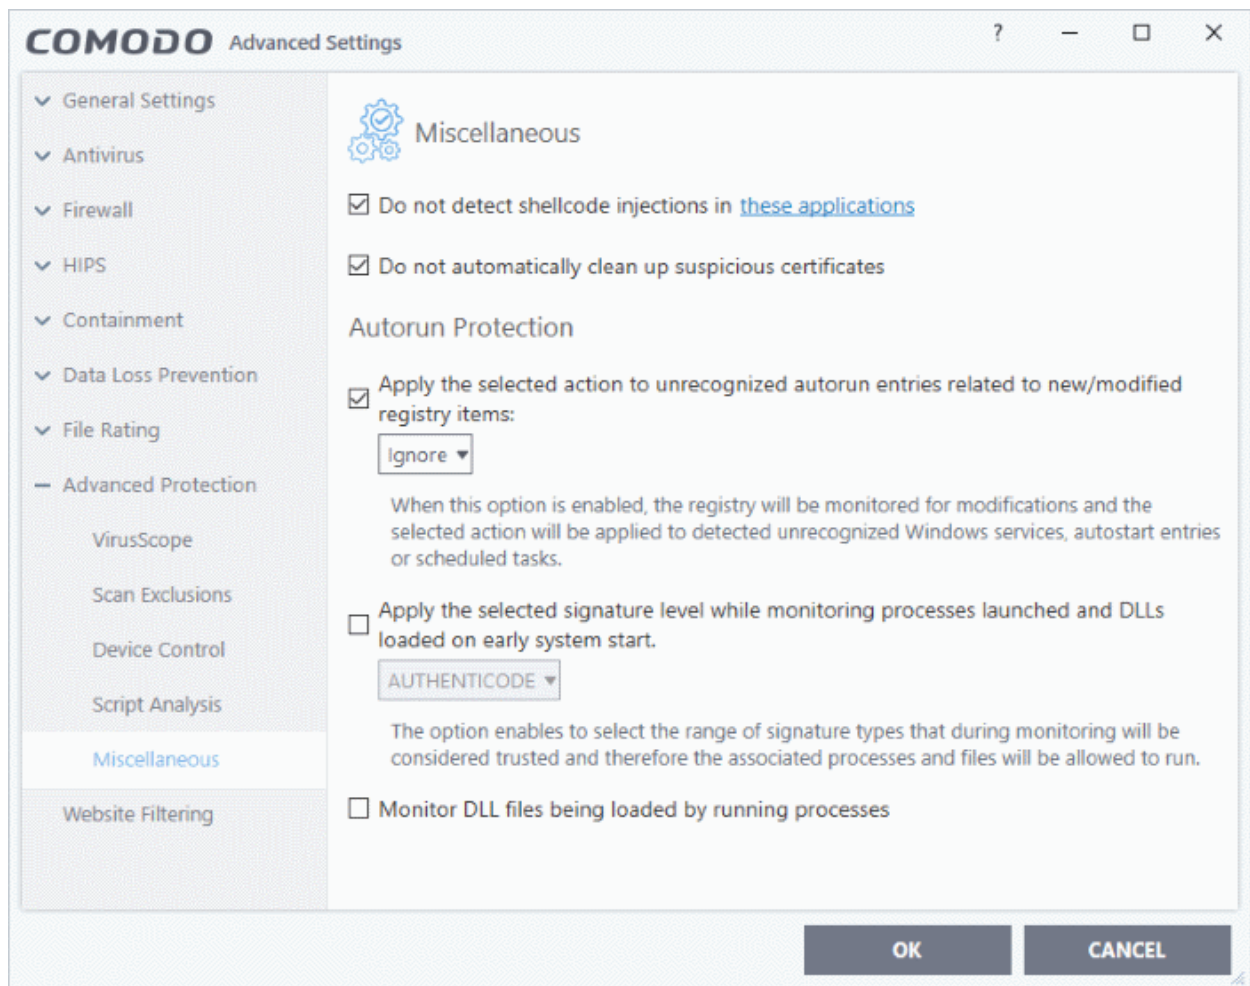 COMODO Advanced Settings
?
General Settings
Antivirus
Firewall
HIPS
Containment
Data Loss Prevention
File Rating
Advanced Protection
VirusScope
Scan Exclusions
Device Control
Script Analysis
Miscellaneous
Website Filtering
Miscellaneous
Do not detect shellcode injections in these applications
Do not automatically clean up suspicious certificates
Autorun Protection
Apply the selected action to unrecognized autorun entries related to new/modified
registry items:
Ignore
When this option is enabled, the registry will be monitored for modifications and the
selected action will be applied to detected unrecognized Windows services, autostart entries
or scheduled tasks.
Apply the selected signature level while monitoring processes launched and DLLs
loaded on early system start.
AUTHENTICODE
The option enables to select the range of signature types that during monitoring will be
considered trusted and therefore the associated processes and files will be allowed to run.
Monitor DLL files being loaded by running processes
OK
CANCEL